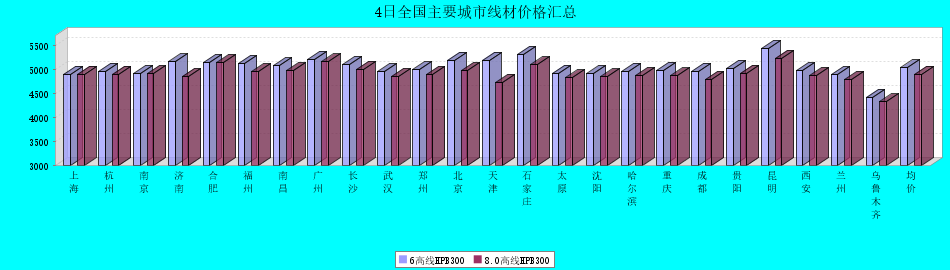 4日全国主要城市线材价格汇总
5500
5000
4500
4000
3500
3000
上海 杭州 南京 济南 合肥 福州 南昌 广州 长沙 武汉 郑州 北京 天津 石家庄 太原 沈阳 哈尔滨 重庆 成都 贵阳 昆明 西安 兰州 乌鲁木齐 均价
6高线HPB300 8.0高线HPB300